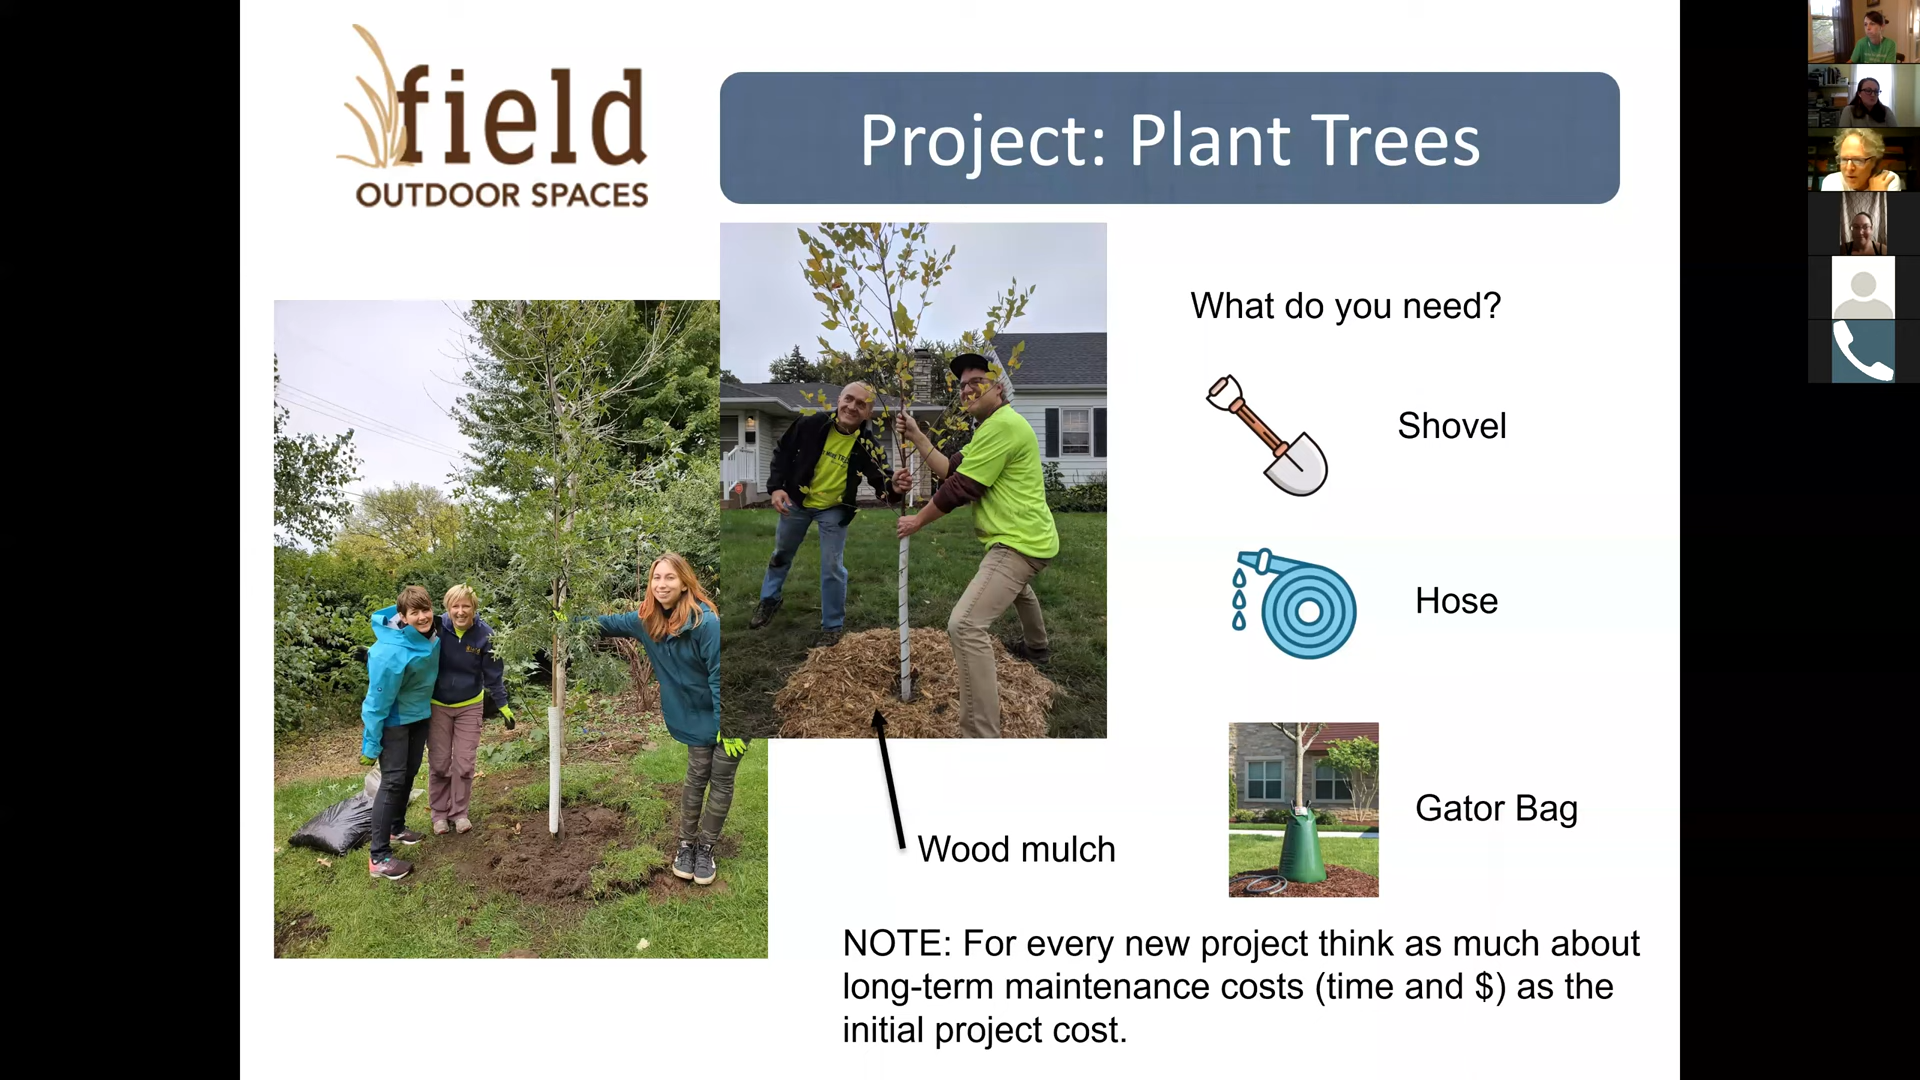 field
OUTDOOR SPACES
Project: Plant Trees
What do you need?
Shovel
Hose
Gator Bag
Wood mulch
NOTE: For every new project think as much about
long-term maintenance costs (time and $) as the
initial project cost.